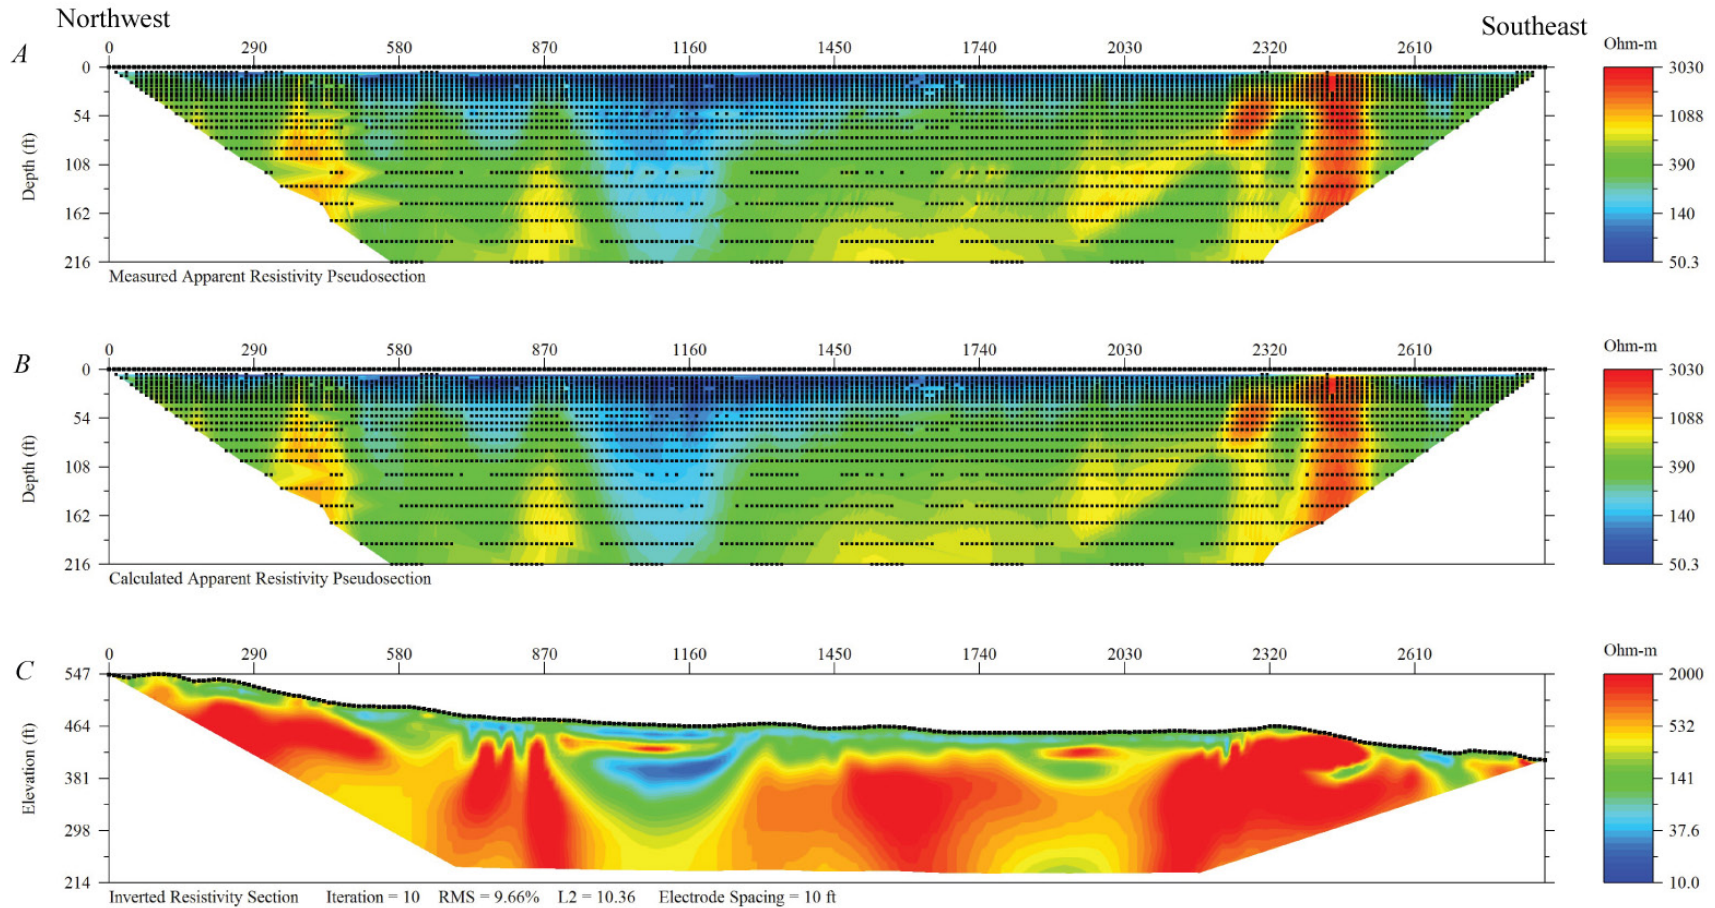 Northwest
Southeast
A
0 290 580 870 1160 1450 1740 2030 2320 2610
Ohm-m
Depth (ft)
0
54
108
162
216
3030
1088
390
140
50.3
Measured Apparent Resistivity Pseudosection
B
0 290 580 870 1160 1450 1740 2030 2320 2610
Ohm-m
Depth (ft)
0
54
108
162
216
3030
1088
390
140
50.3
Calculated Apparent Resistivity Pseudosection
C
0 290 580 870 1160 1450 1740 2030 2320 2610
Ohm-m
Elevation (ft)
547
464
381
298
214
2000
532
141
37.6
10.0
Inverted Resistivity Section Iteration = 10 RMS = 9.66% L2 = 10.36 Electrode Spacing = 10 ft